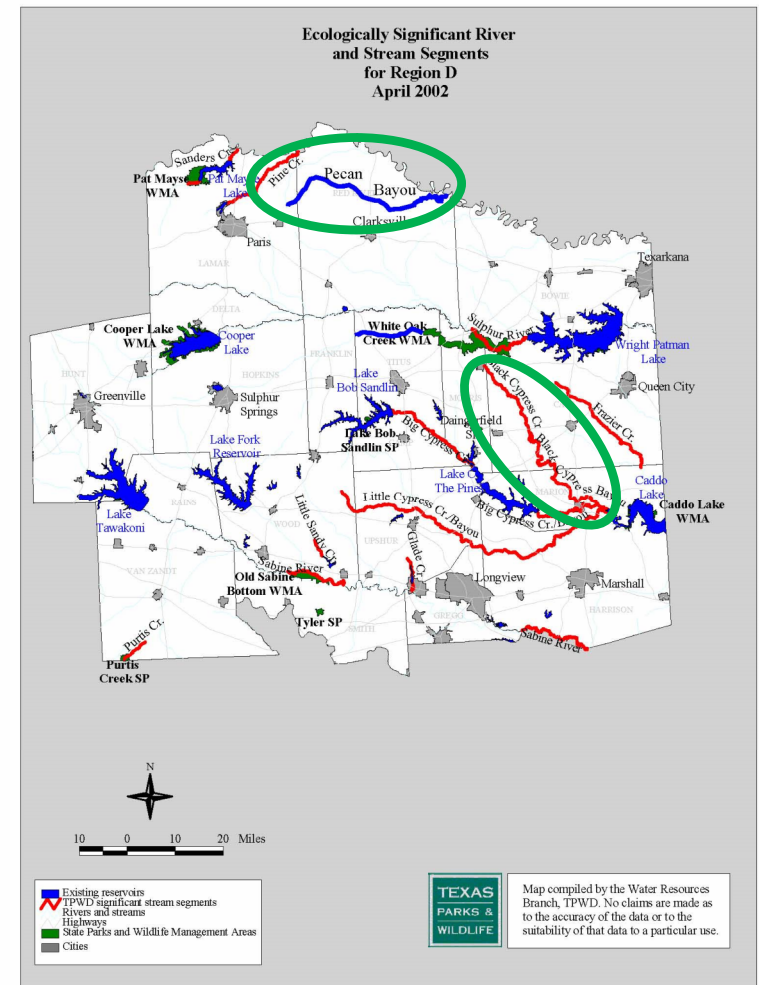 Ecologically Significant River
and Stream Segments
for Region D
April 2002
Sanders Cr.
Pat Mayse
WMA
Pat Mayse
Lake
Pine Cr.
Pecan
Bayou
RED RIVER
Clarksville
Paris
LAMAR
Texarkana
DELTA
BOWIE
Cooper Lake
WMA
Cooper
Lake
White Oak
Creek WMA
Sulphur River
Wright Patman
Lake
FRANKLIN
TITUS
HUNT
HOPKINS
Lake
Bob Sandlin
MORRIS
Black Cypress Cr.
Queen City
Greenville
Sulphur
Springs
Daingerfield
SP
Frazier Cr.
Lake Bob
Sandlin SP
Big Cypress Cr.
Black Cypress Bayou
Lake Fork
Reservoir
Lake O
The Pines
Caddo
Lake
Caddo Lake
WMA
MARION
RAINS
Little Cypress Cr./Bayou
Big Cypress Cr./Bayou
Lake
Tawakoni
WOOD
Little Sandy Cr.
UPSHUR
Glade Cr.
VAN ZANDT
Sabine River
Old Sabine
Bottom WMA
Longview
Marshall
HARRISON
GREGG
Tyler SP
SMITH
Sabine River
Purtis Cr.
Purtis
Creek SP
N
10 0 10 20 Miles
Existing reservoirs
TPWD significant stream segments
Rivers and streams
Highways
State Parks and Wildlife Management Areas
Cities
TEXAS
PARKS &
WILDLIFE
Map compiled by the Water Resources
Branch, TPWD. No claims are made as
to the accuracy of the data or to the
suitability of that data to a particular use.